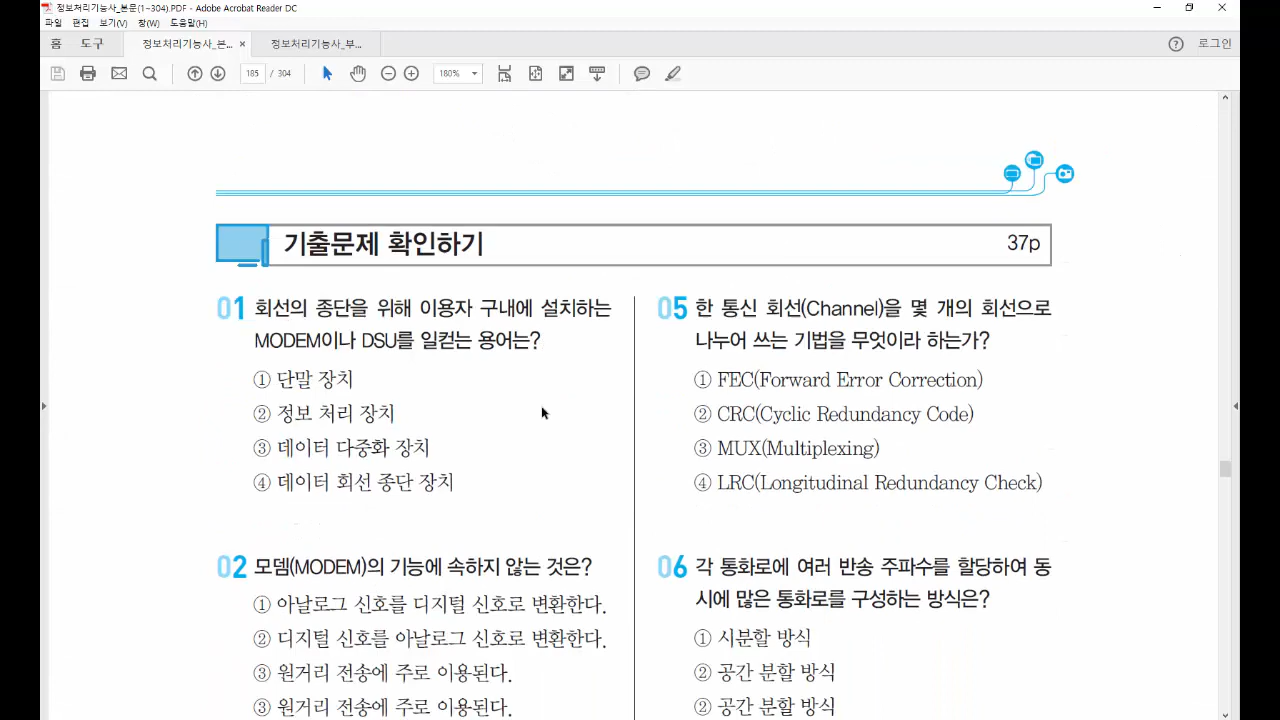 정보처리기능사_본문(1~304).PDF - Adobe Acrobat Reader DC
파일 편집 보기(V) 창(W) 도움말(H)
홈 도구 정보처리기능사_본... × 정보처리기능사_부... 로그인
185 / 304 180%
기출문제 확인하기 37p
01 회선의 종단을 위해 이용자 구내에 설치하는
MODEM이나 DSU를 일컫는 용어는?
① 단말 장치
② 정보 처리 장치
③ 데이터 다중화 장치
④ 데이터 회선 종단 장치
02 모뎀(MODEM)의 기능에 속하지 않는 것은?
① 아날로그 신호를 디지털 신호로 변환한다.
② 디지털 신호를 아날로그 신호로 변환한다.
③ 원거리 전송에 주로 이용된다.
③ 원거리 전송에 주로 이용된다.
05 한 통신 회선(Channel)을 몇 개의 회선으로
나누어 쓰는 기법을 무엇이라 하는가?
① FEC(Forward Error Correction)
② CRC(Cyclic Redundancy Code)
③ MUX(Multiplexing)
④ LRC(Longitudinal Redundancy Check)
06 각 통화로에 여러 반송 주파수를 할당하여 동
시에 많은 통화로를 구성하는 방식은?
① 시분할 방식
② 공간 분할 방식
② 공간 분할 방식